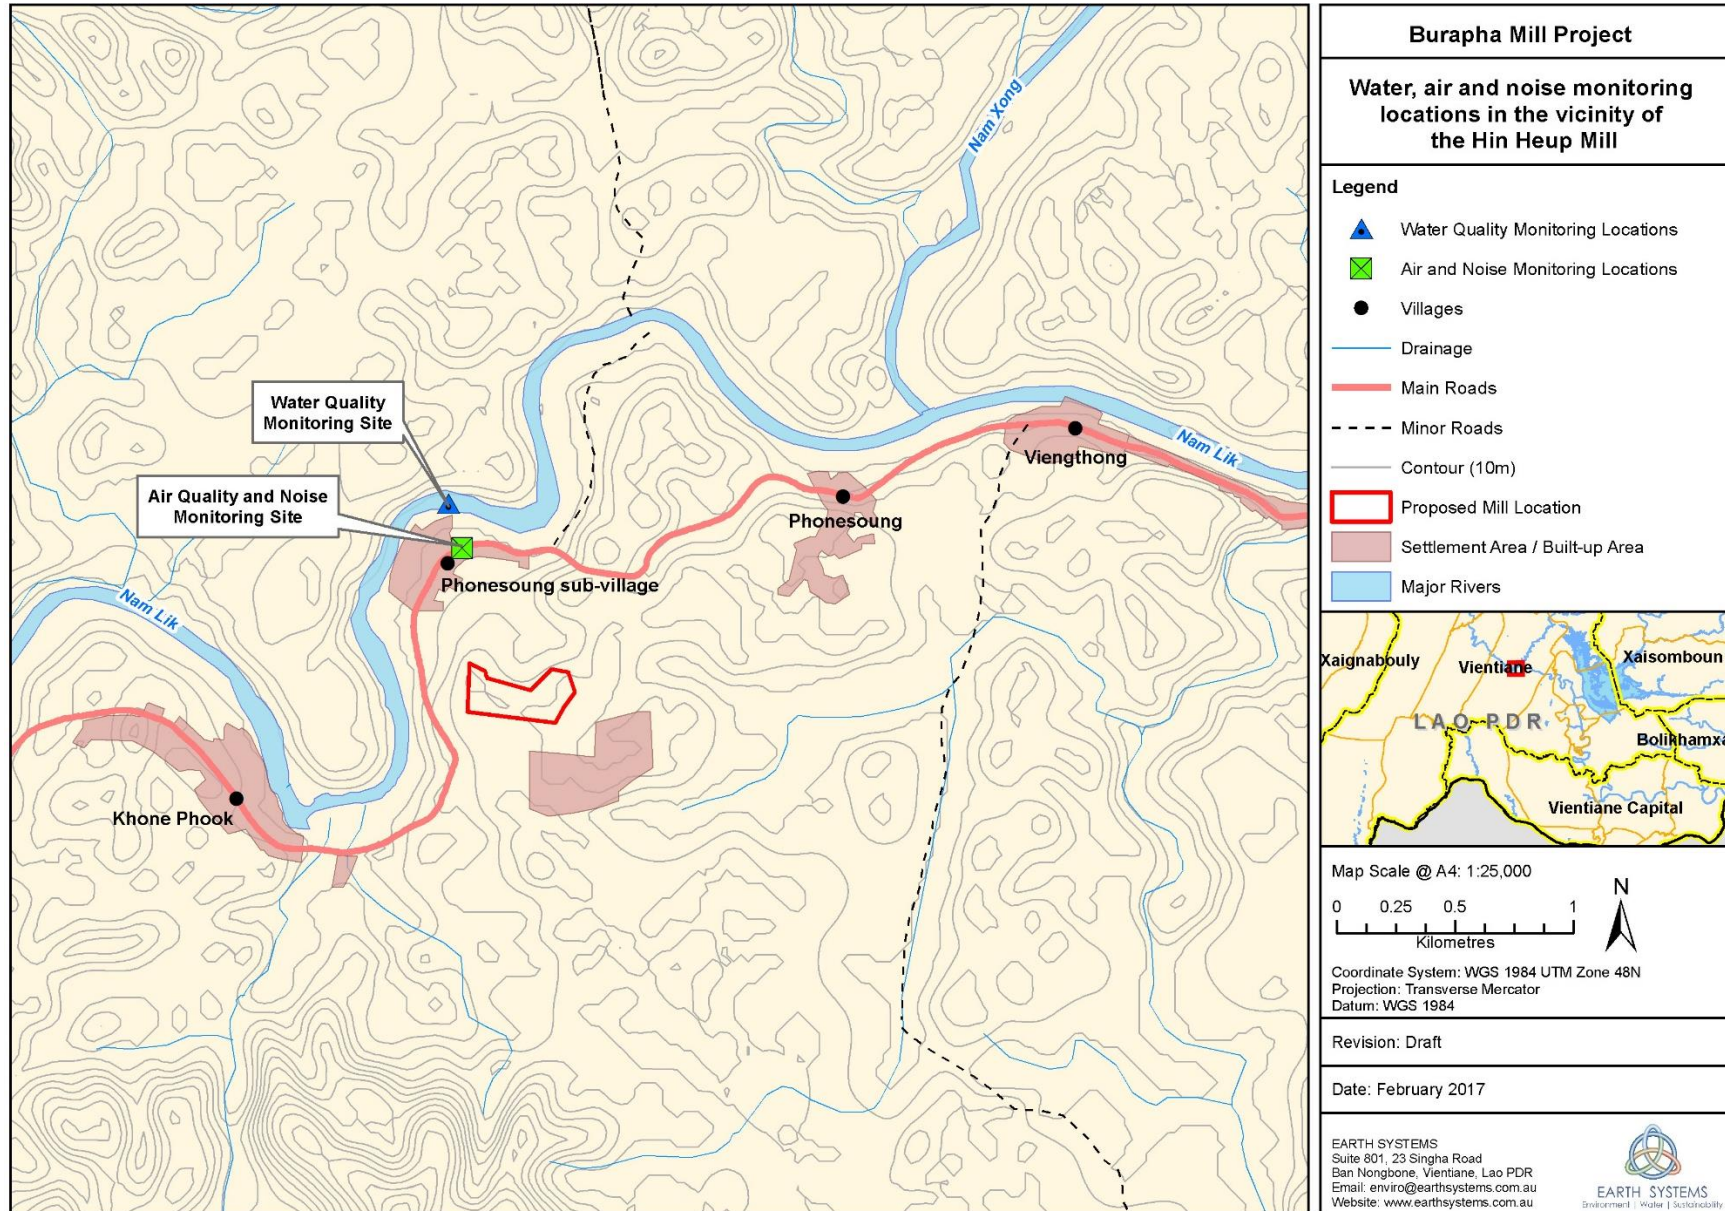 Nam Xong
Water Quality
Monitoring Site
Air Quality and Noise
Monitoring Site
Nam Lik
Viengthong
Phonesoung
Phonesoung sub-village
Nam Lik
Khone Phook
Burapha Mill Project
Water, air and noise monitoring
locations in the vicinity of
the Hin Heup Mill
Legend
Water Quality Monitoring Locations
Air and Noise Monitoring Locations
Villages
Drainage
Main Roads
Minor Roads
Contour (10m)
Proposed Mill Location
Settlement Area / Built-up Area
Major Rivers
Xaignabouly
Vientiane
Xaisomboun
LAO PDR
Bolikhamxa
Vientiane Capital
Map Scale @ A4: 1:25,000
0 0.25 0.5 1
Kilometres
N
Coordinate System: WGS 1984 UTM Zone 48N
Projection: Transverse Mercator
Datum: WGS 1984
Revision: Draft
Date: February 2017
EARTH SYSTEMS
Suite 801, 23 Singha Road
Ban Nongbone, Vientiane, Lao PDR
Email: enviro@earthsystems.com.au
Website: www.earthsystems.com.au
EARTH SYSTEMS
Environment | Water | Sustainability